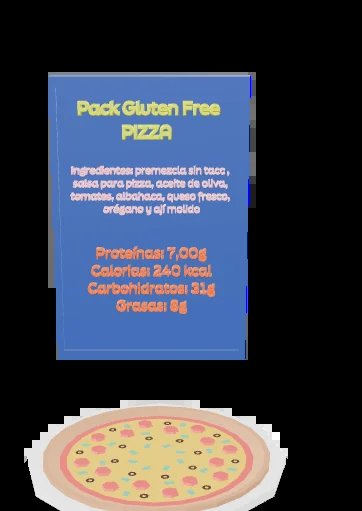 Pack Gluten Free
PIZZA
Ingredientes: premezcla sin tacc,
salsa para pizza, aceite de oliva,
tomates, albahaca, queso fresco,
orégano y ají molido
Proteínas: 7,00g
Calorías: 240 kcal
Carbohidratos: 31g
Grasas: 8g